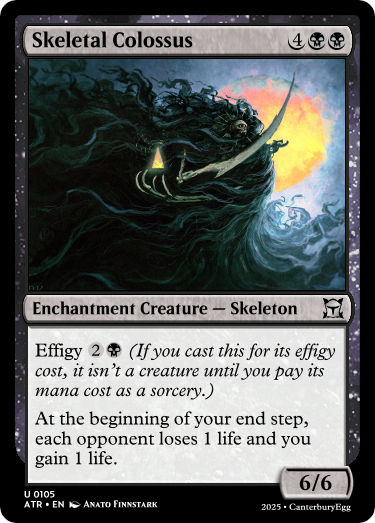 Skeletal Colossus 4
Enchantment Creature — Skeleton
Effigy 2 (If you cast this for its effigy
cost, it isn't a creature until you pay its
mana cost as a sorcery.)
At the beginning of your end step,
each opponent loses 1 life and you
gain 1 life.
6/6
U 0105
ATR • EN Anato Finnstark
2025 • CanterburyEgg